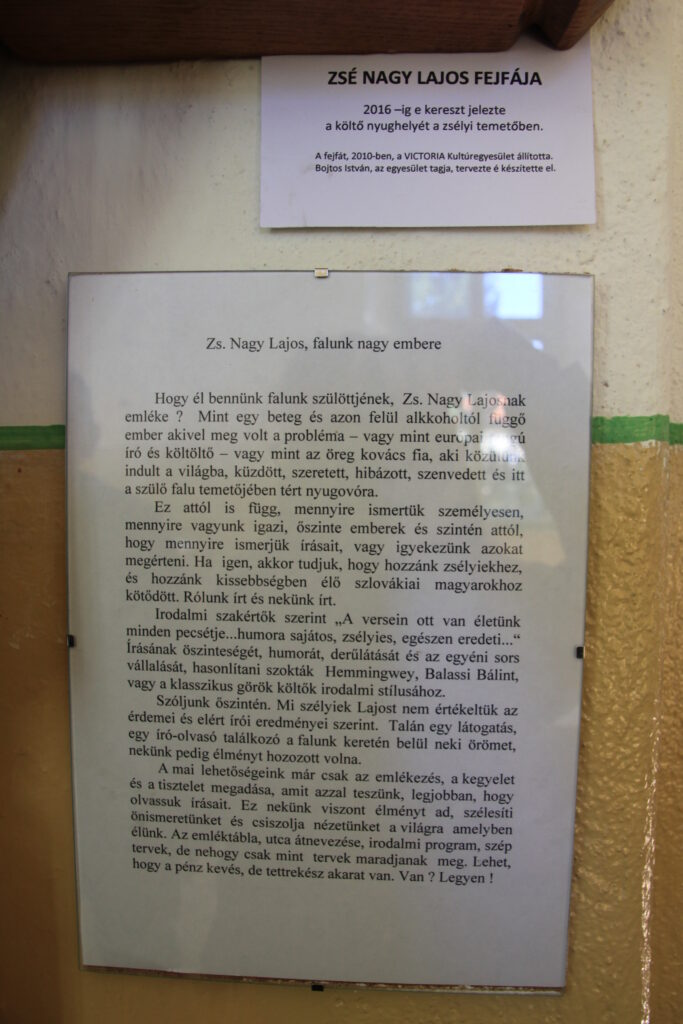 ZSÉ NAGY LAJOS FEJFÁJA
2016 –ig e kereszt jelezte
a költő nyughelyét a zsélyi temetőben.
A fejfát, 2010-ben, a VICTORIA Kultúregyesület állította.
Bojtos István, az egyesület tagja, tervezte é készítette el.
Zs. Nagy Lajos, falunk nagy embere
Hogy él bennünk falunk szülöttjének, Zs. Nagy Lajosnak
emléke ? Mint egy beteg és azon felül alkkoholtól függő
ember akivel meg volt a probléma – vagy mint európai rangú
író és költöltő – vagy mint az öreg kovács fia, aki közülünk
indult a világba, küzdött, szeretett, hibázott, szenvedett és itt
a szülő falu temetőjében tért nyugovóra.
Ez attól is függ, mennyire ismertük személyesen,
mennyire vagyunk igazi, őszinte emberek és szintén attól,
hogy mennyire ismerjük írásait, vagy igyekezünk azokat
megérteni. Ha igen, akkor tudjuk, hogy hozzánk zsélyiekhez,
és hozzánk kissebbségben élő szlovákiai magyarokhoz
kötődött. Rólunk írt és nekünk írt.
Irodalmi szakértők szerint „A versein ott van életünk
minden pecsétje...humora sajátos, zsélyies, egészen eredeti...“
Írásának öszinteségét, humorát, derűlátását és az egyéni sors
vállalását, hasonlítani szokták Hemmingwey, Balassi Bálint,
vagy a klasszikus görök költők irodalmi stílusához.
Szóljunk öszintén. Mi szélyiek Lajost nem értékeltük az
érdemei és elért írói eredményei szerint. Talán egy látogatás,
egy író-olvasó találkozó a falunk keretén belül neki örömet,
nekünk pedig élményt hozozott volna.
A mai lehetőségeink már csak az emlékezés, a kegyelet
és a tisztelet megadása, amit azzal teszünk, legjobban, hogy
olvassuk írásait. Ez nekünk viszont élményt ad, szélesíti
önismeretünket és csiszolja nézetünket a világra amelyben
élünk. Az emléktábla, utca átnevezése, irodalmi program, szép
tervek, de nehogy csak mint tervek maradjanak meg. Lehet,
hogy a pénz kevés, de tettrekész akarat van. Van ? Legyen !